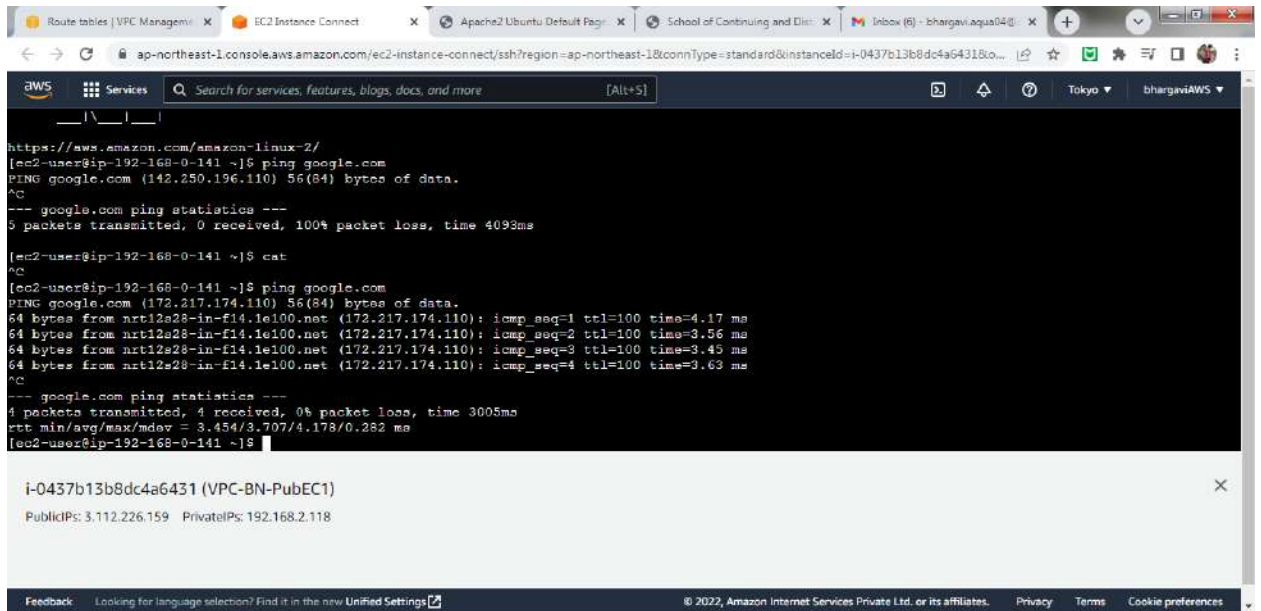 Route tables | VPC Manageme
EC2 Instance Connect
Apache2 Ubuntu Default Page
School of Continuing and Dist
Inbox (6) - bhargavi.aqua04@
ap-northeast-1.console.aws.amazon.com/ec2-instance-connect/ssh?region=ap-northeast-1&connType=standard&instanceId=i-0437b13b8dc4a6431&o...
aws
Services
Search for services, features, blogs, docs, and more
[Alt+S]
Tokyo
bhargaviAWS
___|\___|___|
https://aws.amazon.com/amazon-linux-2/
[ec2-user@ip-192-168-0-141 ~]$ ping google.com
PING google.com (142.250.196.110) 56(84) bytes of data.
^C
--- google.com ping statistics ---
5 packets transmitted, 0 received, 100% packet loss, time 4093ms
[ec2-user@ip-192-168-0-141 ~]$ cat
^C
[ec2-user@ip-192-168-0-141 ~]$ ping google.com
PING google.com (172.217.174.110) 56(84) bytes of data.
64 bytes from nrt12s28-in-f14.1e100.net (172.217.174.110): icmp_seq=1 ttl=100 time=4.17 ms
64 bytes from nrt12s28-in-f14.1e100.net (172.217.174.110): icmp_seq=2 ttl=100 time=3.56 ms
64 bytes from nrt12s28-in-f14.1e100.net (172.217.174.110): icmp_seq=3 ttl=100 time=3.45 ms
64 bytes from nrt12s28-in-f14.1e100.net (172.217.174.110): icmp_seq=4 ttl=100 time=3.63 ms
^C
--- google.com ping statistics ---
4 packets transmitted, 4 received, 0% packet loss, time 3005ms
rtt min/avg/max/mdev = 3.454/3.707/4.178/0.282 ms
[ec2-user@ip-192-168-0-141 ~]$
i-0437b13b8dc4a6431 (VPC-BN-PubEC1)
PublicIPs: 3.112.226.159 PrivateIPs: 192.168.2.118
Feedback
Looking for language selection? Find it in the new Unified Settings
© 2022, Amazon Internet Services Private Ltd. or its affiliates.
Privacy
Terms
Cookie preferences